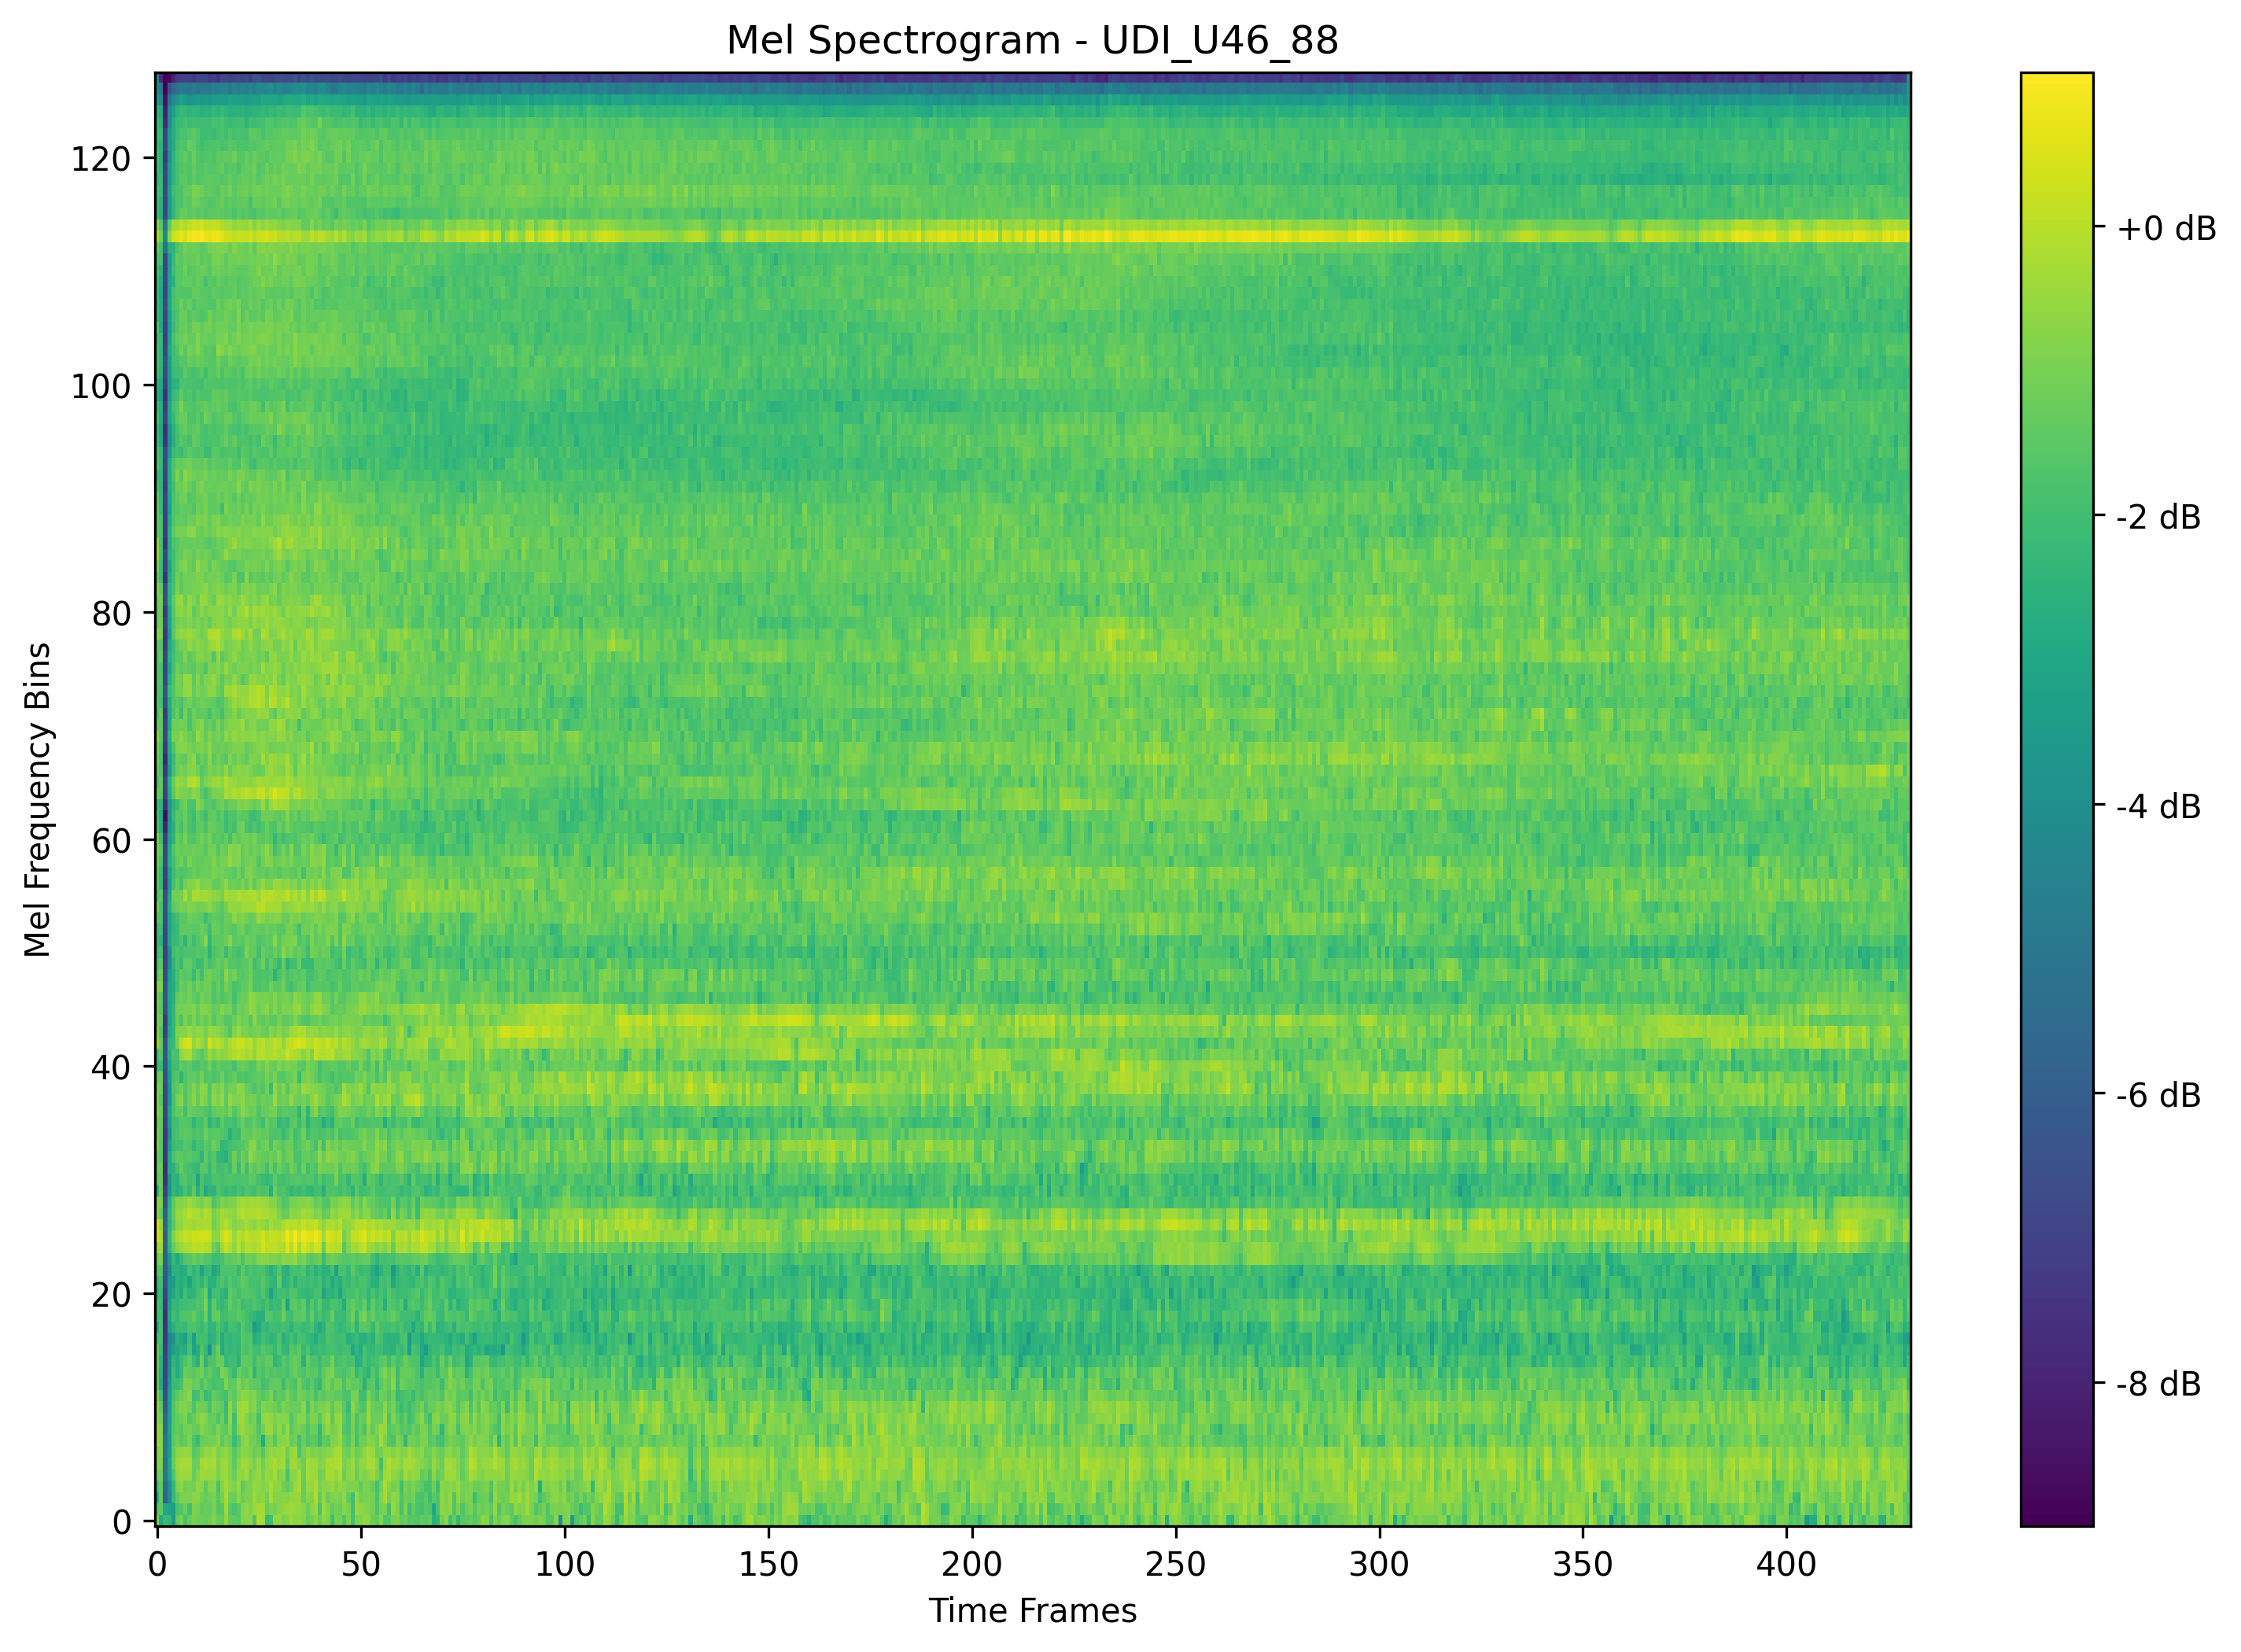 Mel Spectrogram - UDI_U46_88
Mel Frequency Bins
120
100
80
60
40
20
0
0 50 100 150 200 250 300 350 400
Time Frames
+0 dB
-2 dB
-4 dB
-6 dB
-8 dB